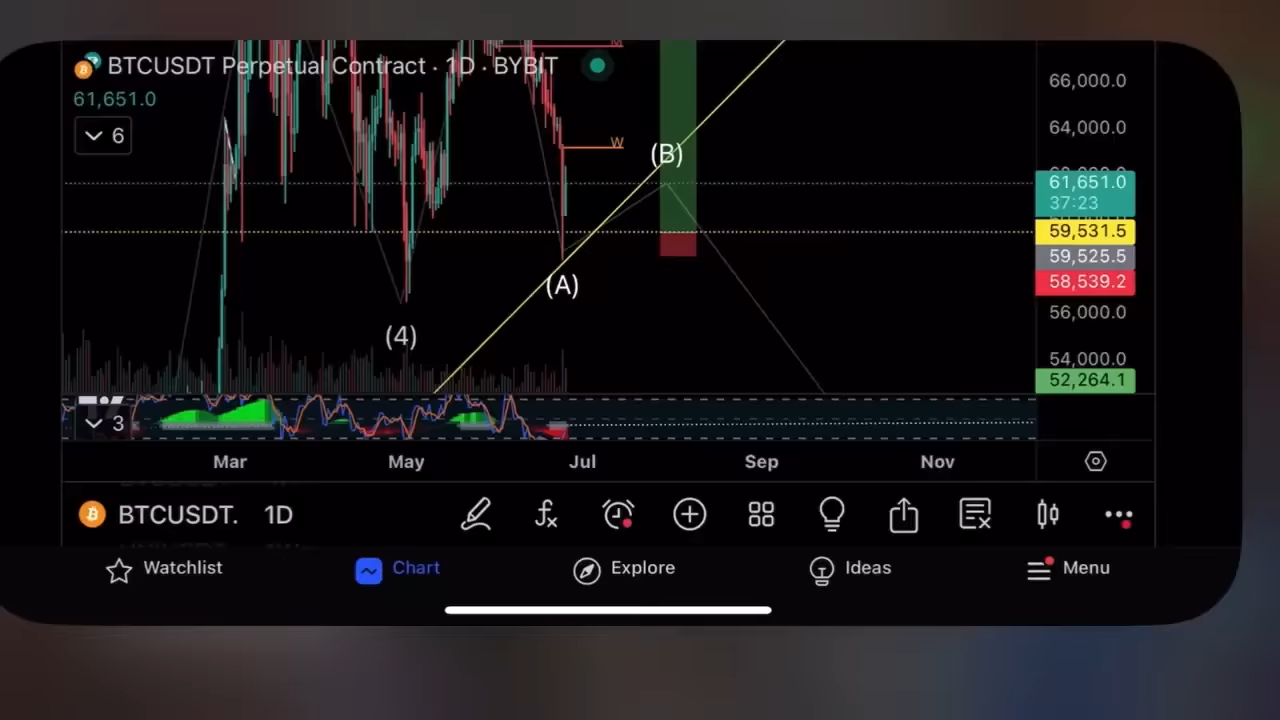 BTCUSDT Perpetual Contract · 1D · BYBIT
61,651.0
6
W
(B)
(A)
(4)
66,000.0
64,000.0
61,651.0
37:23
59,531.5
59,525.5
58,539.2
56,000.0
54,000.0
52,264.1
3
Mar May Jul Sep Nov
BTCUSDT. 1D
Watchlist Chart Explore Ideas Menu